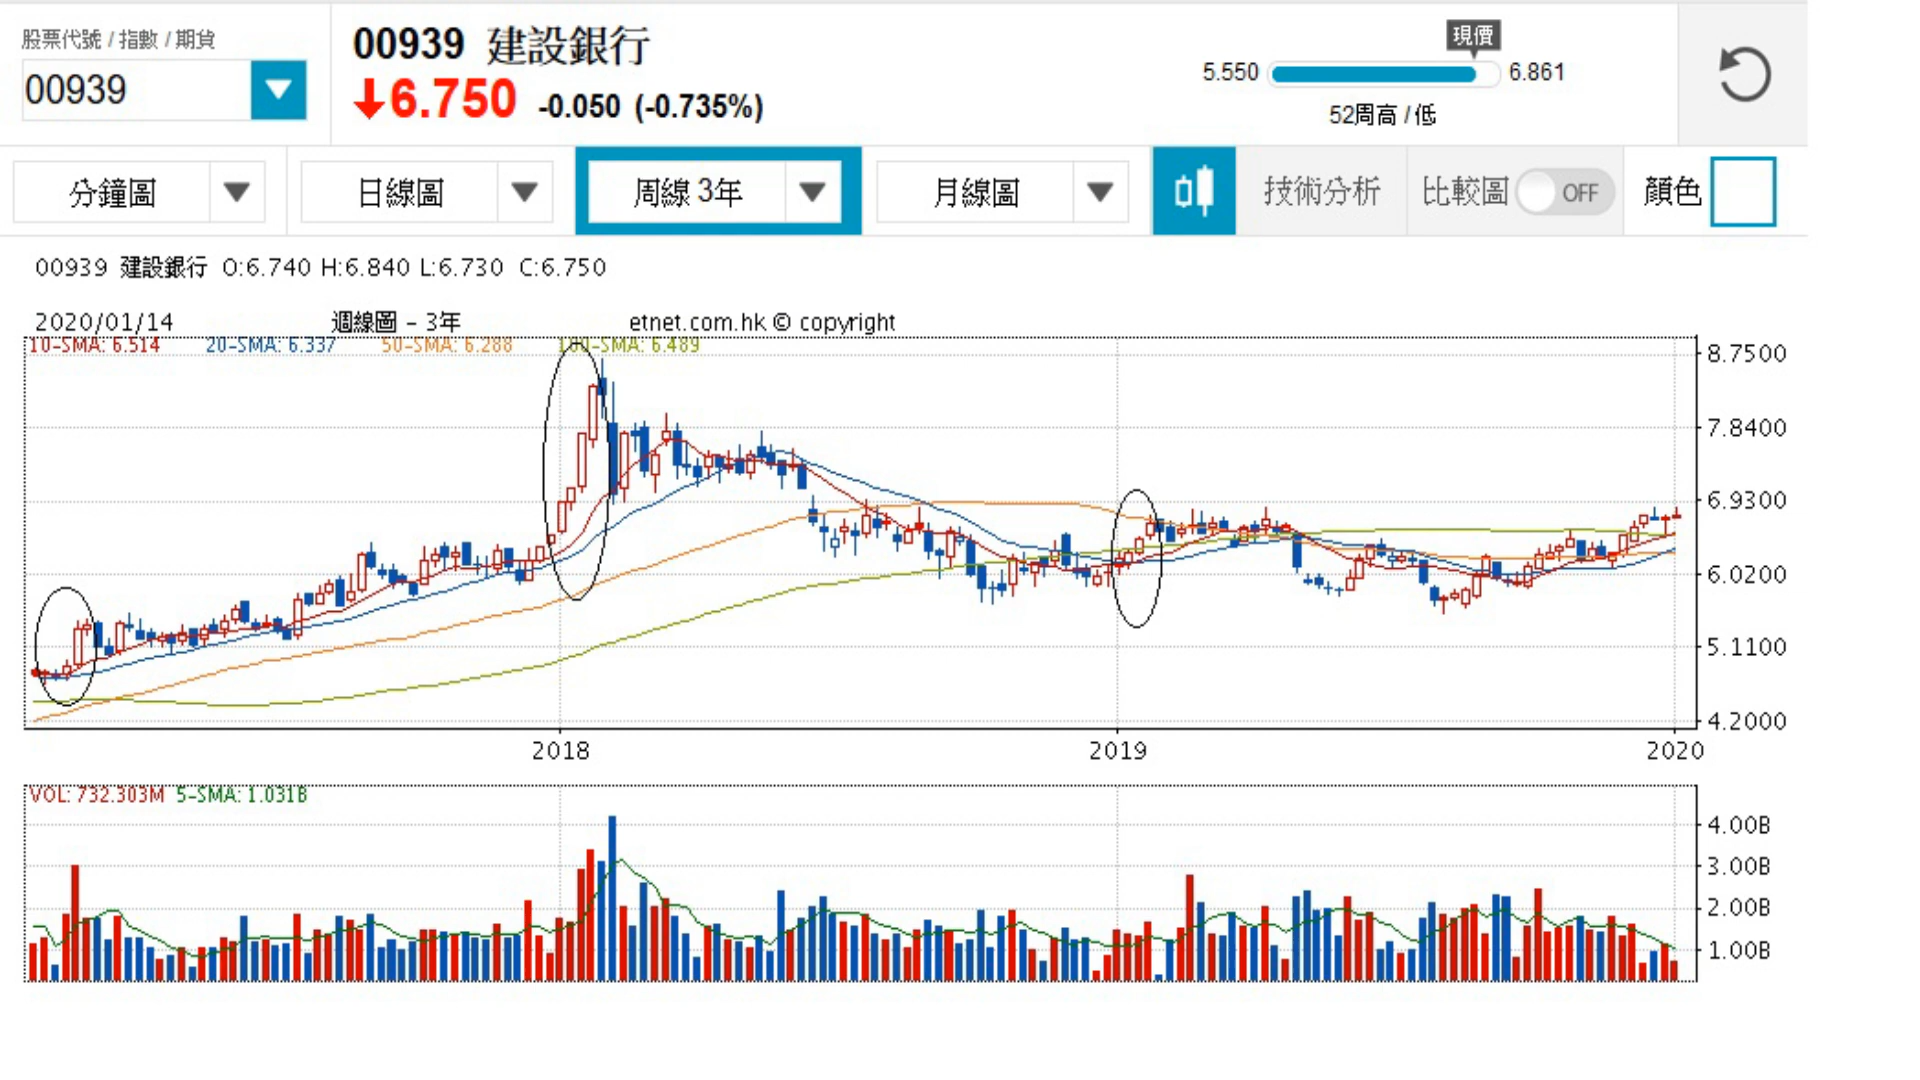 股票代號 / 指數 / 期貨
00939
00939 建設銀行
6.750 -0.050 (-0.735%)
現價
5.550 6.861
52周高 / 低
分鐘圖 日線圖 周線 3年 月線圖 技術分析 比較圖 OFF 顏色
00939 建設銀行 O:6.740 H:6.840 L:6.730 C:6.750
2020/01/14 週線圖 - 3年 etnet.com.hk © copyright
10-SMA: 6.514 20-SMA: 6.337 50-SMA: 6.288 100-SMA: 6.489
8.7500
7.8400
6.9300
6.0200
5.1100
4.2000
2018 2019 2020
VOL: 732.303M 5-SMA: 1.031B
4.00B
3.00B
2.00B
1.00B